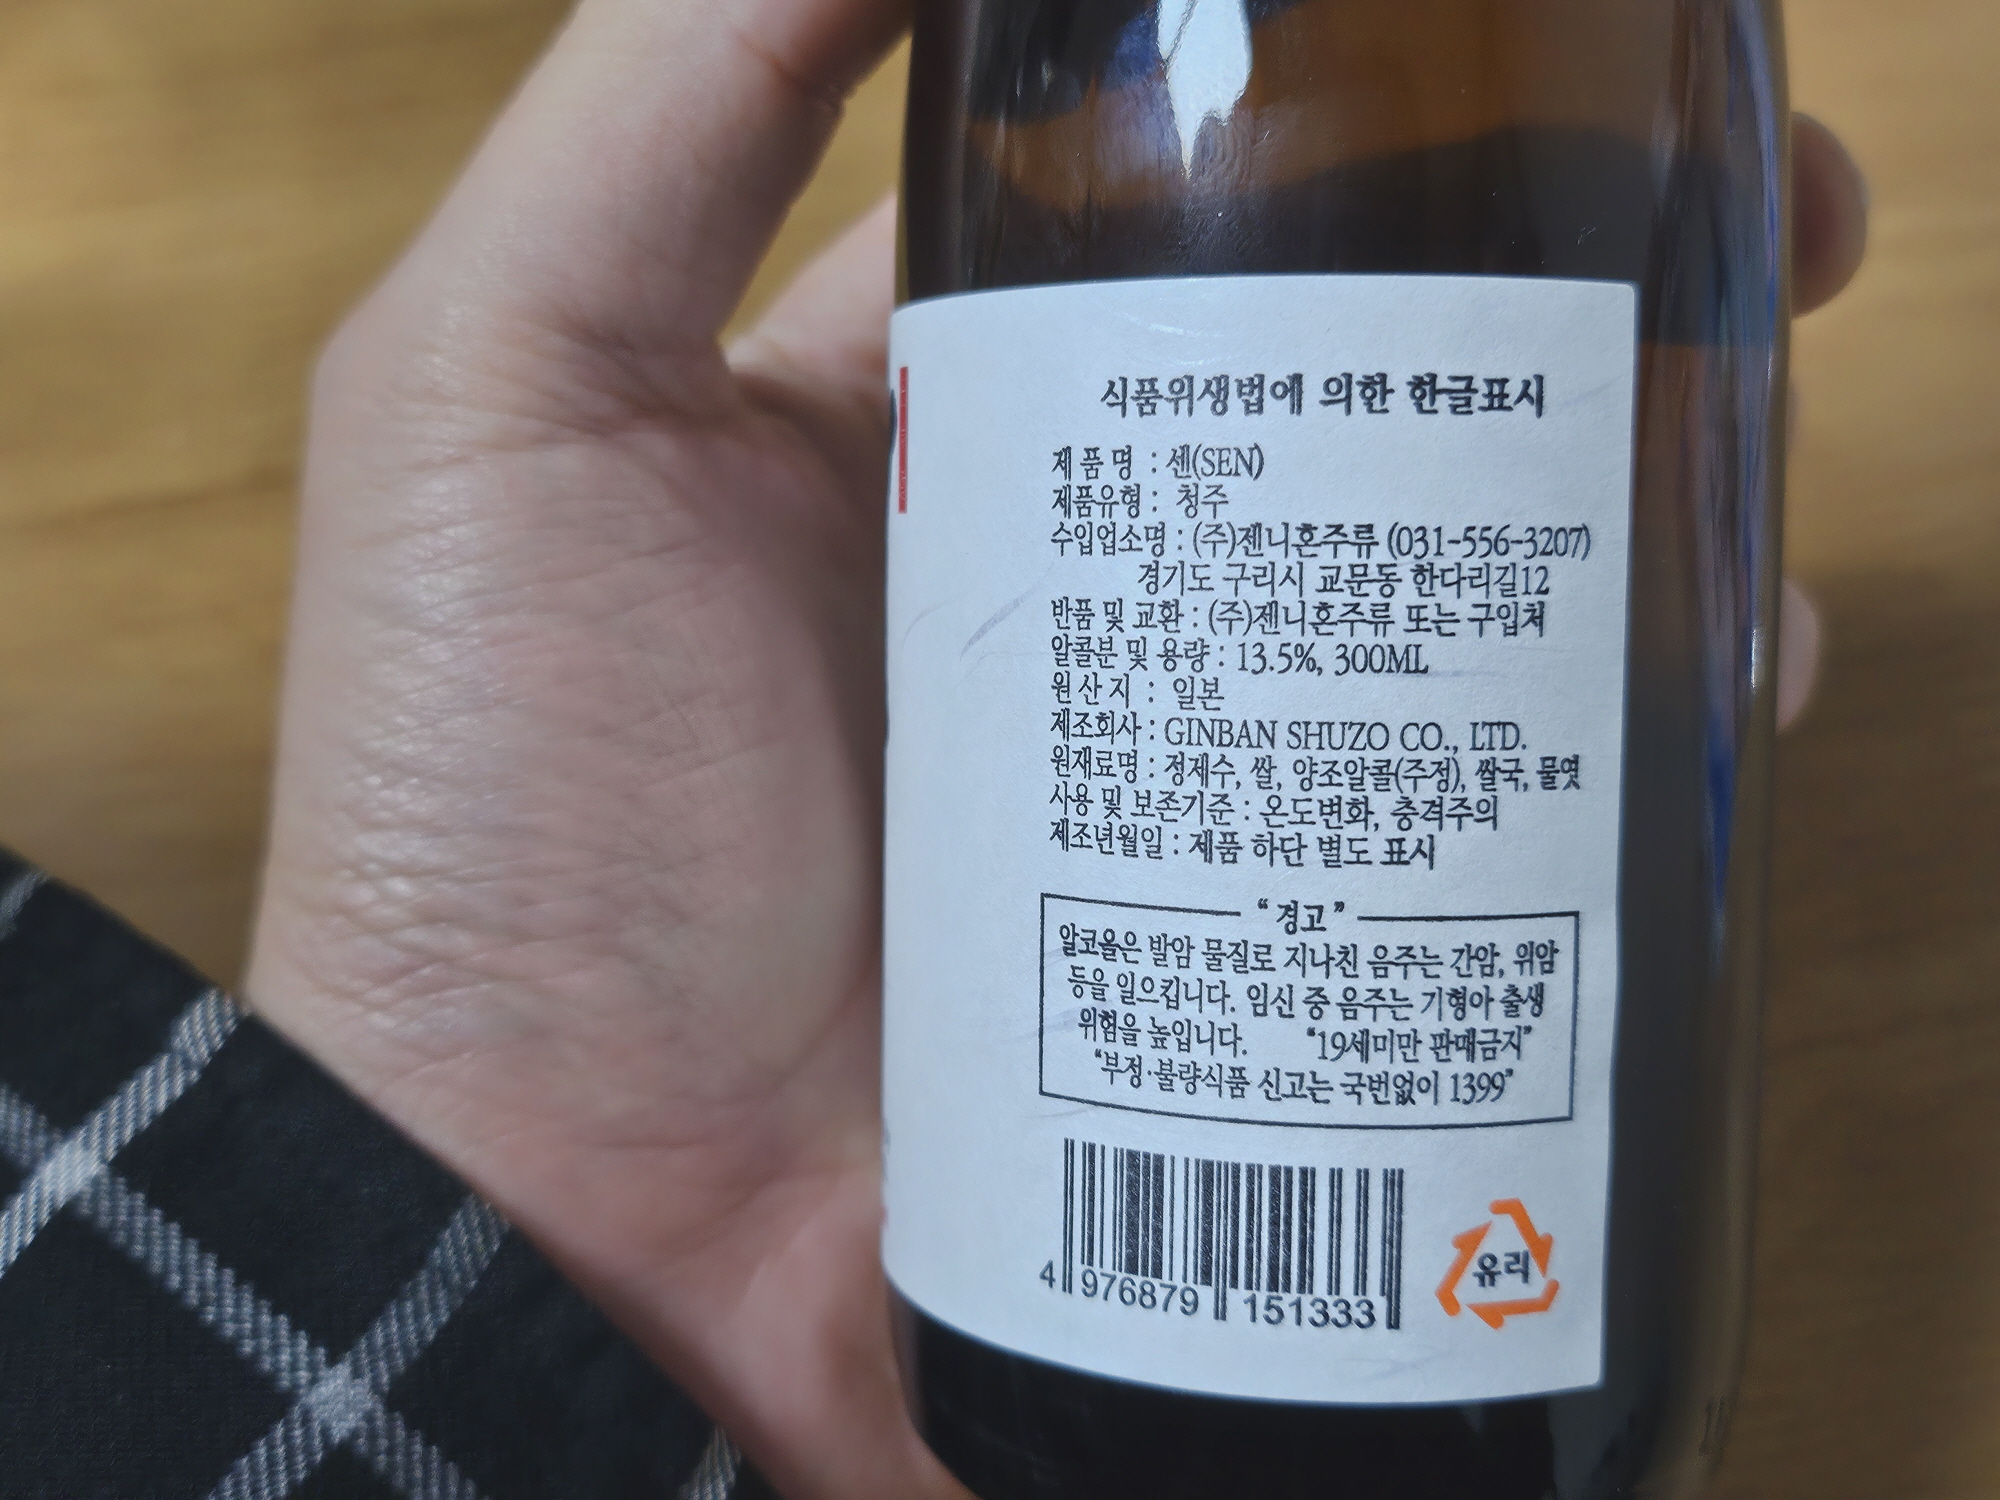 식품위생법에 의한 한글표시
제 품 명 : 센(SEN)
제품유형 : 청주
수입업소명 : (주)젠니혼주류 (031-556-3207)
경기도 구리시 교문동 한다리길12
반품 및 교환 : (주)젠니혼주류 또는 구입처
알콜분 및 용량 : 13.5%, 300ML
원 산 지 : 일본
제조회사 : GINBAN SHUZO CO., LTD.
원재료명 : 정제수, 쌀, 양조알콜(주정), 쌀국, 물엿
사용 및 보존기준 : 온도변화, 충격주의
제조년월일 : 제품 하단 별도 표시
“경고”
알코올은 발암 물질로 지나친 음주는 간암, 위암
등을 일으킵니다. 임신 중 음주는 기형아 출생
위험을 높입니다. “19세미만 판매금지”
“부정·불량식품 신고는 국번없이 1399”
4 976879 151333
유리